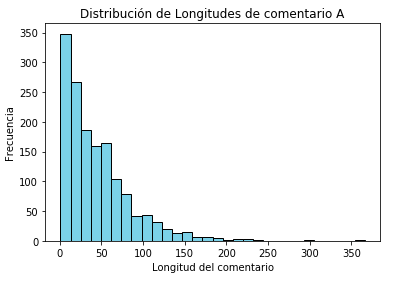 Distribución de Longitudes de comentario A
Frecuencia
350
300
250
200
150
100
50
0
0 50 100 150 200 250 300 350
Longitud del comentario